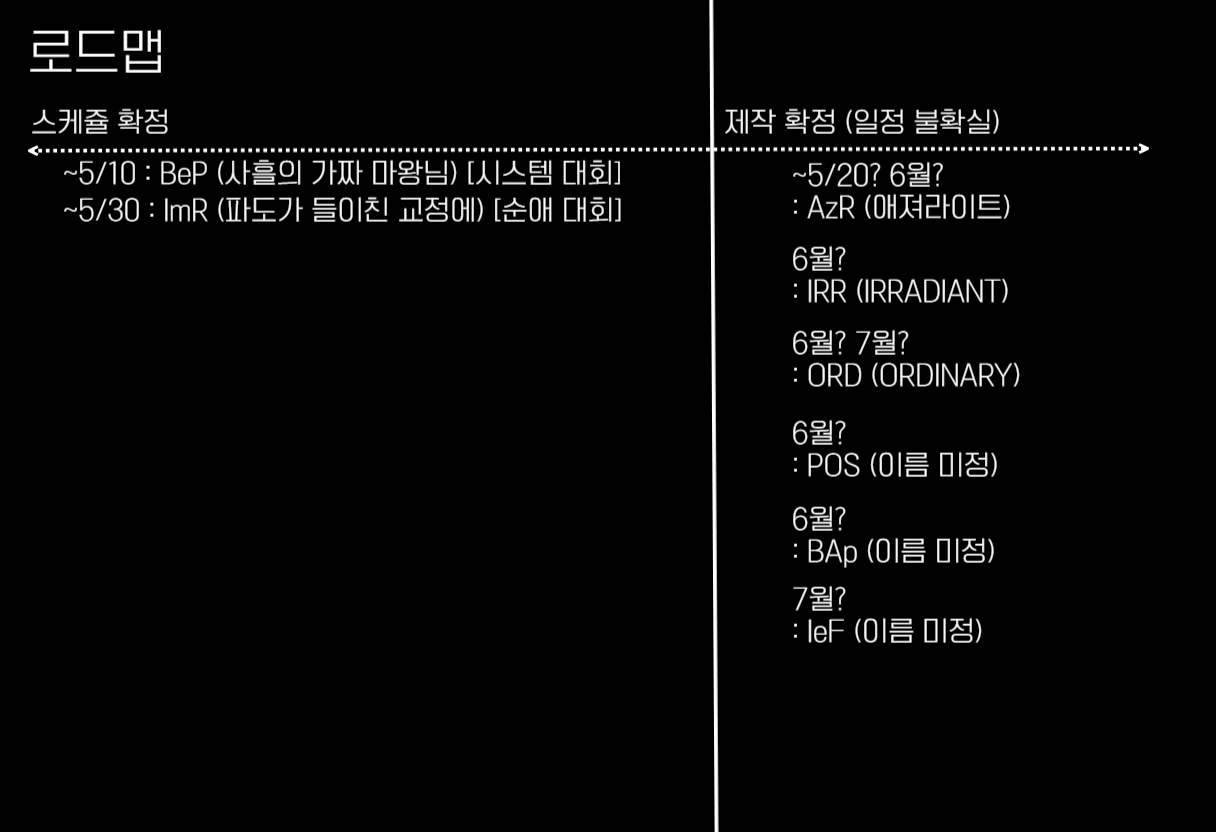 로드맵
스케쥴 확정
~5/10 : BeP (사흘의 가짜 마왕님) [시스템 대회]
~5/30 : ImR (파도가 들이친 교정에) [순애 대회]
제작 확정 (일정 불확실)
~5/20? 6월?
: AzR (애져라이트)
6월?
: IRR (IRRADIANT)
6월? 7월?
: ORD (ORDINARY)
6월?
: POS (이름 미정)
6월?
: BAp (이름 미정)
7월?
: IeF (이름 미정)